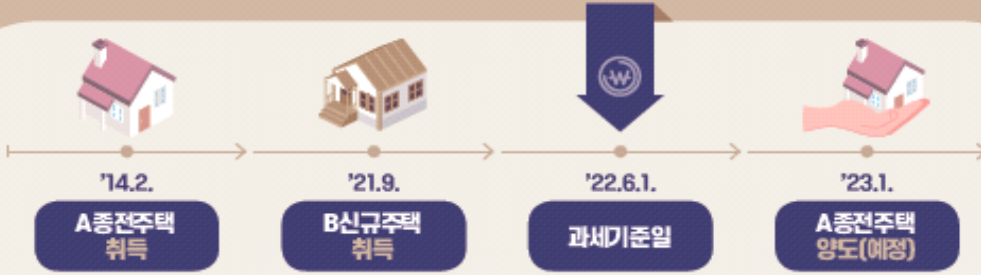 ₩
'14.2.
A종전주택
취득
'21.9.
B신규주택
취득
'22.6.1.
과세기준일
'23.1.
A종전주택
양도(예정)